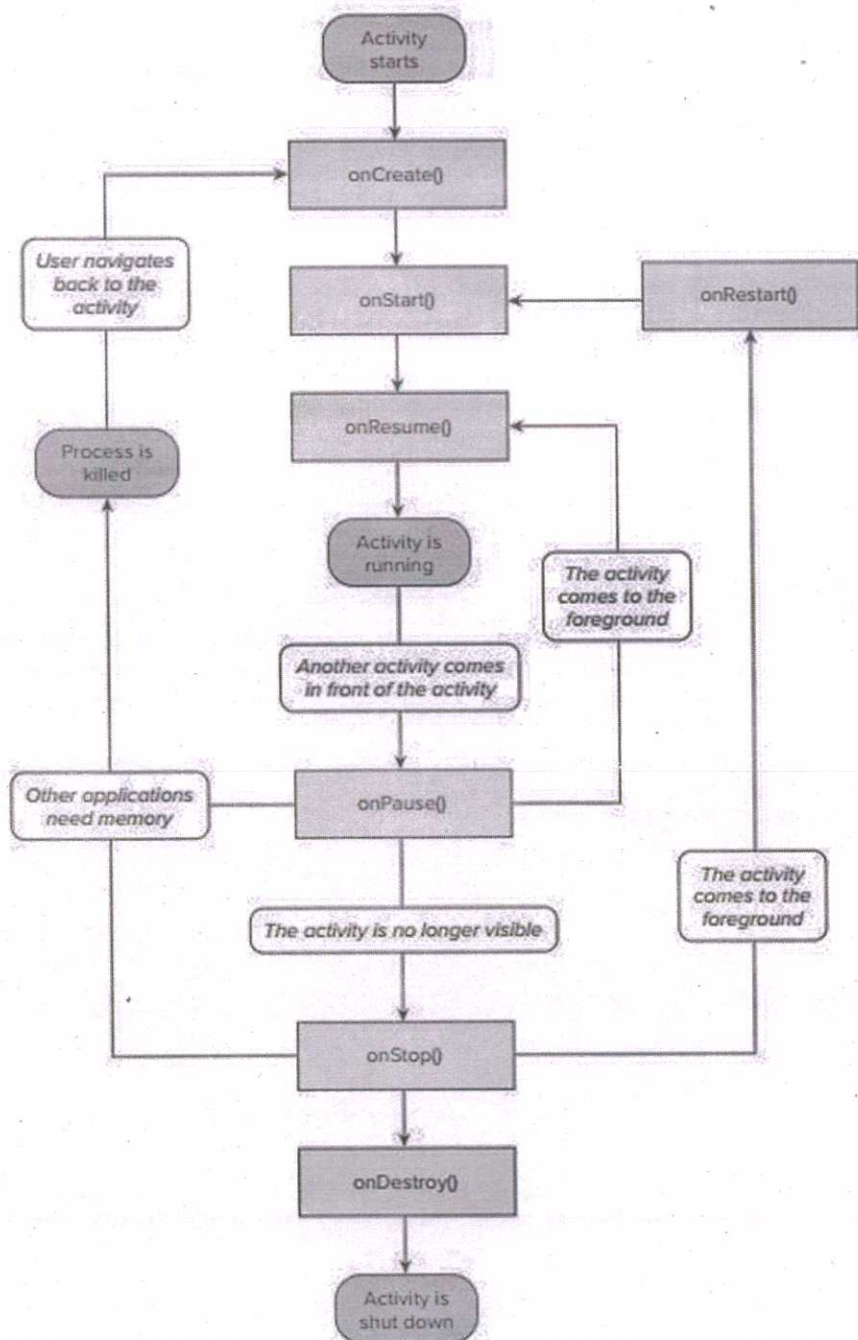 Activity
starts
onCreate()
User navigates
back to the
activity
onStart()
onRestart()
onResume()
Process is
killed
Activity is
running
The activity
comes to the
foreground
Another activity comes
in front of the activity
Other applications
need memory
onPause()
The activity
comes to the
foreground
The activity is no longer visible
onStop()
onDestroy()
Activity is
shut down